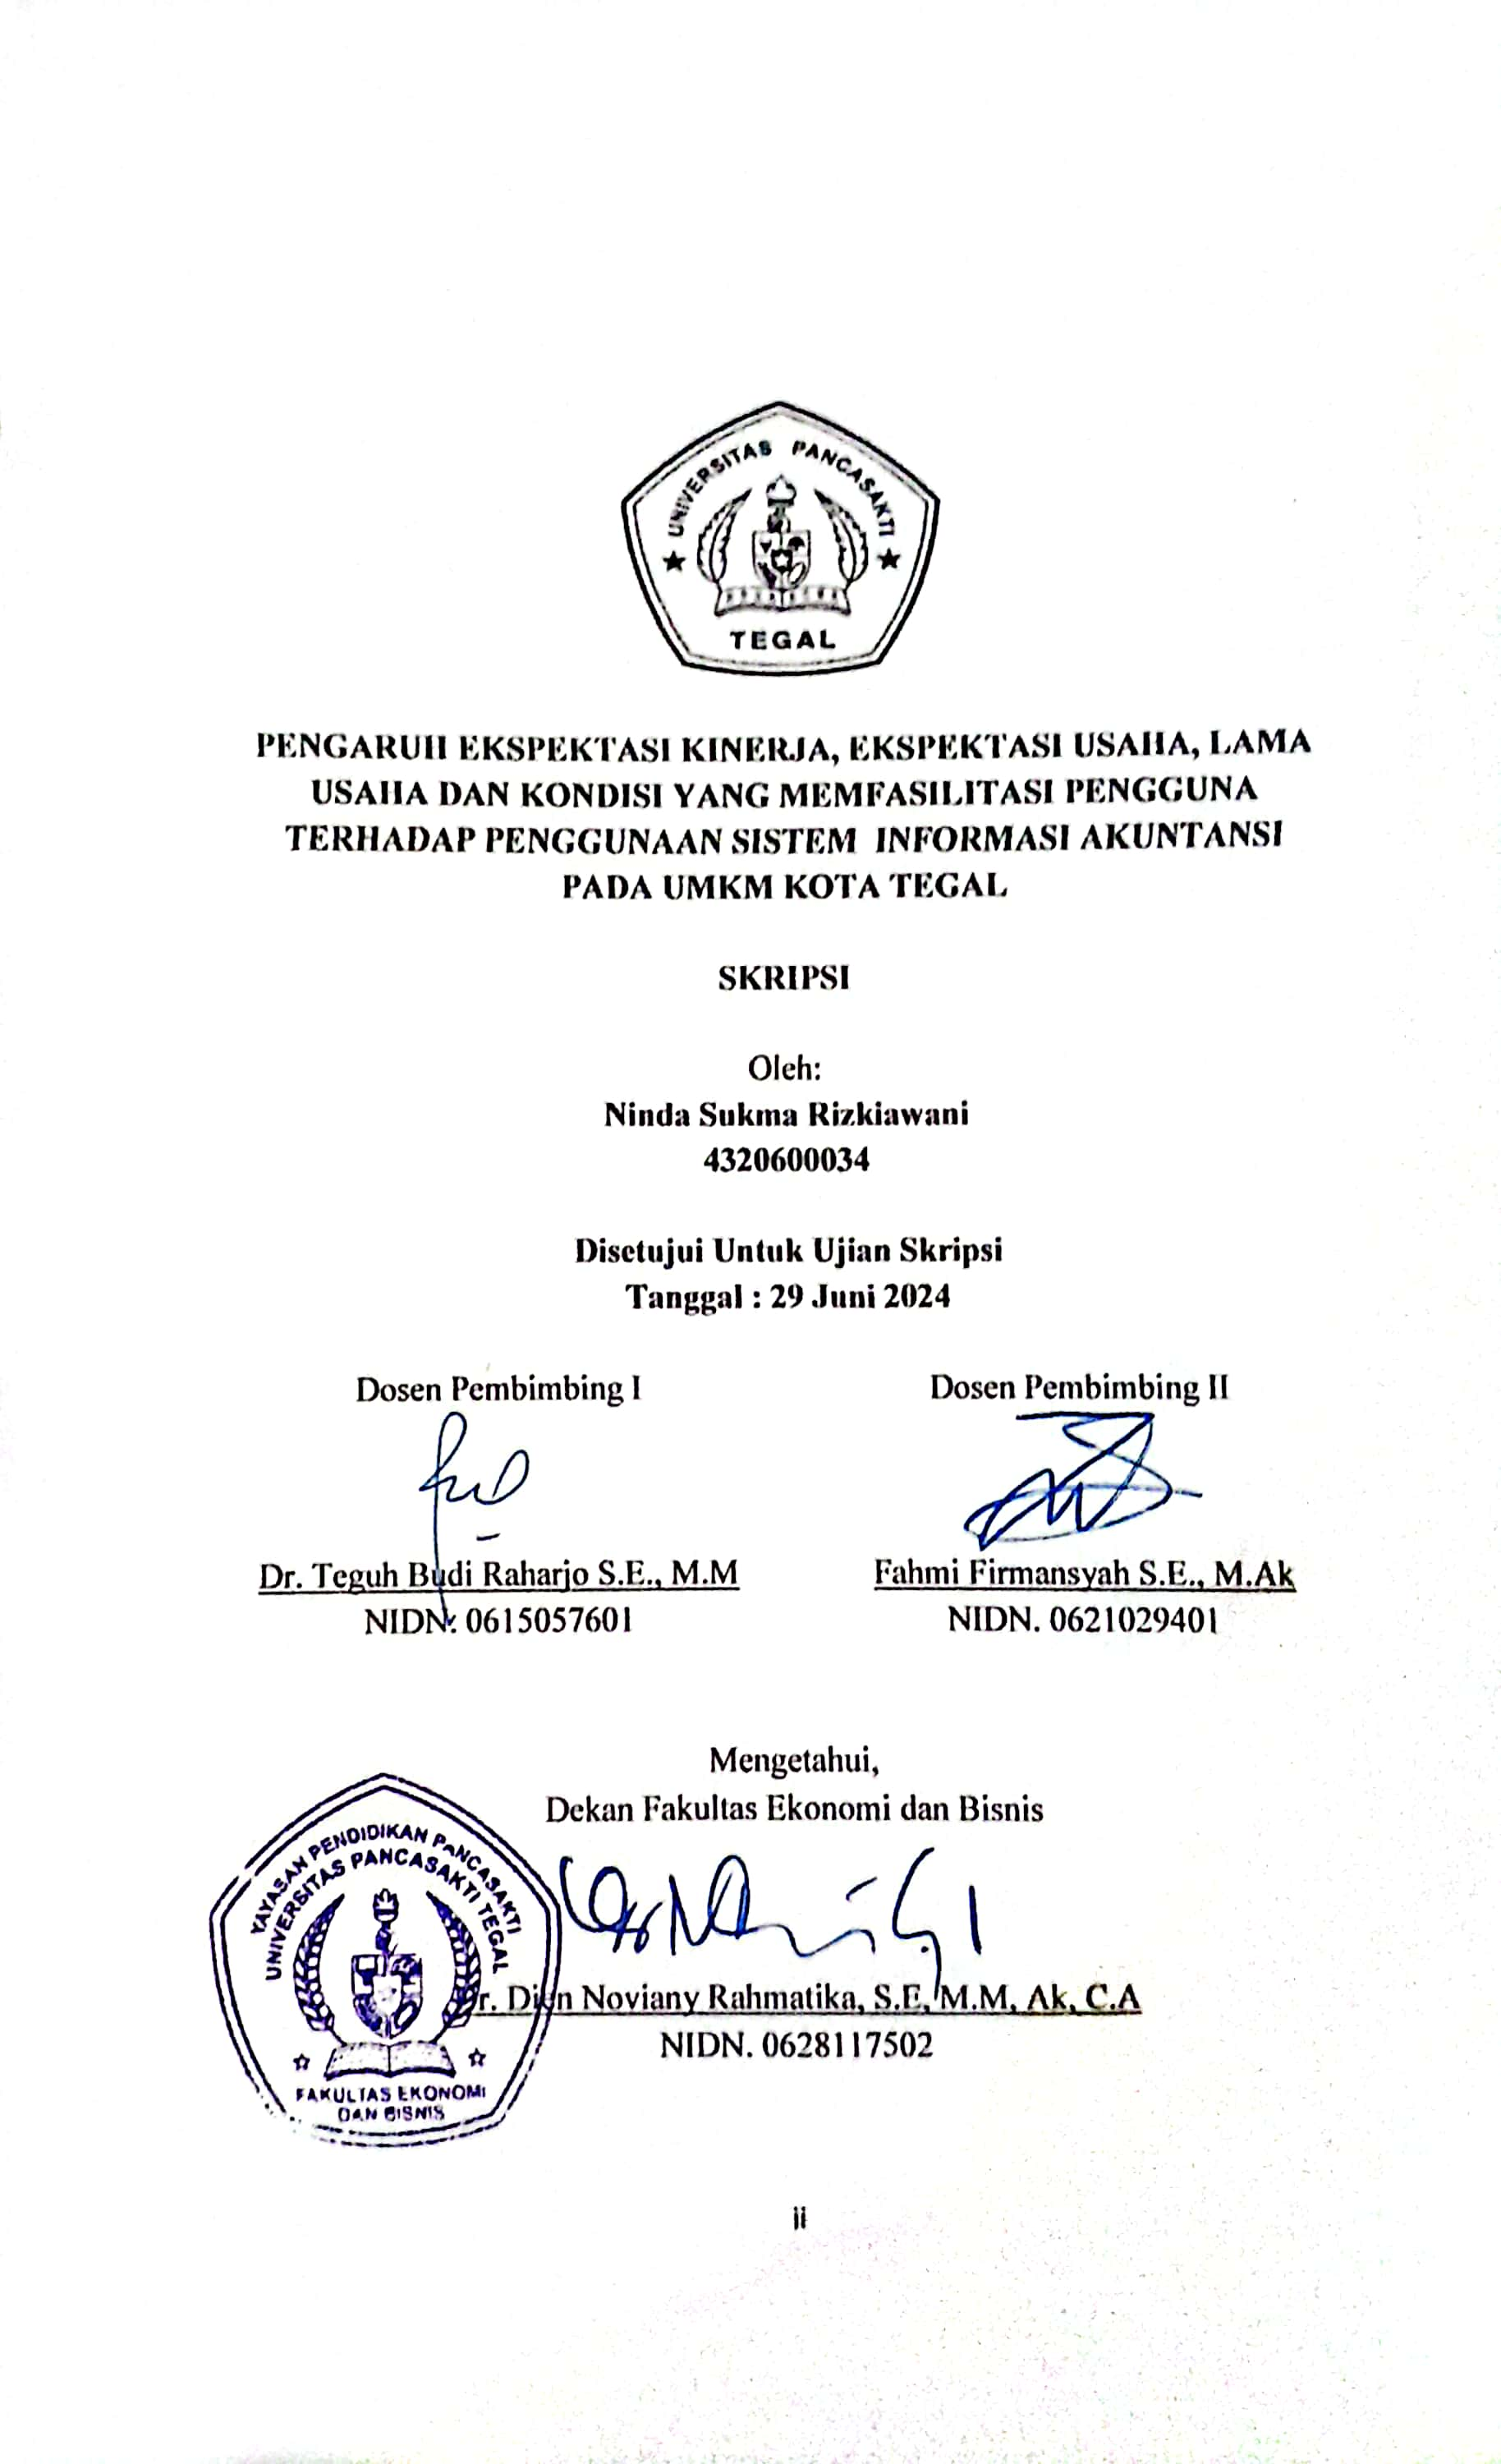 UNIVERSITAS PANCASAKTI
TEGAL
PENGARUH EKSPEKTASI KINERJA, EKSPEKTASI USAHA, LAMA
USAHA DAN KONDISI YANG MEMFASILITASI PENGGUNA
TERHADAP PENGGUNAAN SISTEM INFORMASI AKUNTANSI
PADA UMKM KOTA TEGAL
SKRIPSI
Oleh:
Ninda Sukma Rizkiawani
4320600034
Disetujui Untuk Ujian Skripsi
Tanggal : 29 Juni 2024
Dosen Pembimbing I
Dosen Pembimbing II
Dr. Teguh Budi Raharjo S.E., M.M
Fahmi Firmansyah S.E., M.Ak
NIDN. 0615057601
NIDN. 0621029401
Mengetahui,
Dekan Fakultas Ekonomi dan Bisnis
YAYASAN PENDIDIKAN PANCASAKTI
UNIVERSITAS PANCASAKTI TEGAL
Dr. Dien Noviany Rahmatika, S.E, M.M, Ak, C.A
NIDN. 0628117502
FAKULTAS EKONOMI
DAN BISNIS
ii